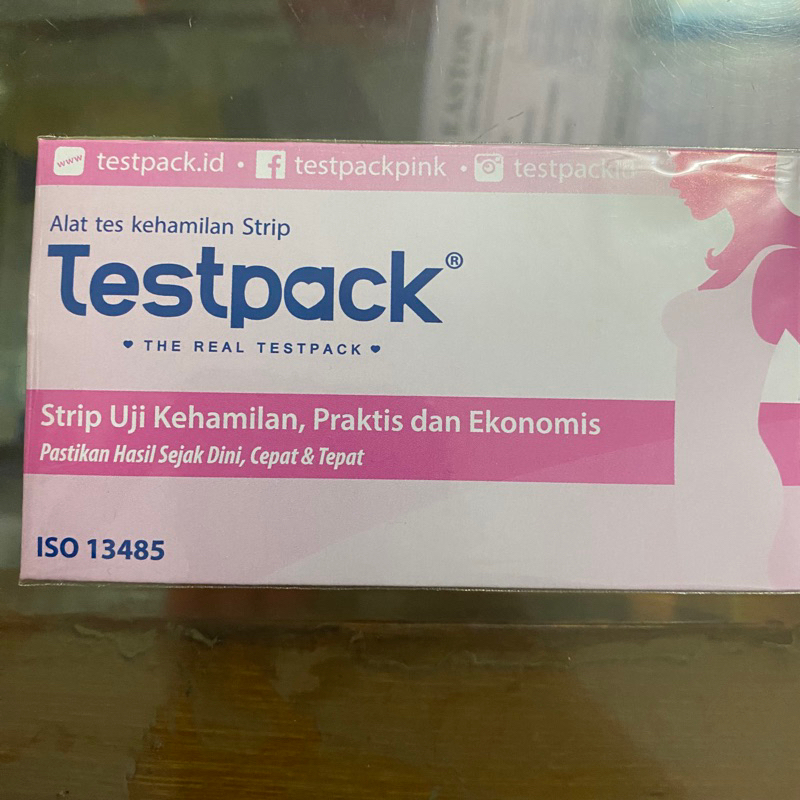 www testpack.id • testpackpink • testpack
Alat tes kehamilan Strip
Testpack®
♥ THE REAL TESTPACK ♥
Strip Uji Kehamilan, Praktis dan Ekonomis
Pastikan Hasil Sejak Dini, Cepat & Tepat
ISO 13485